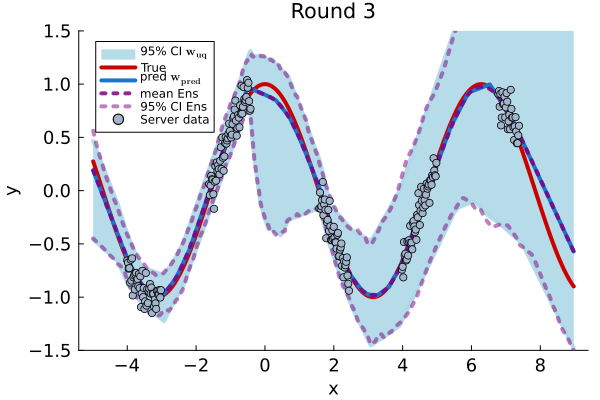 Round 3
95% CI w_uq
True
pred w_pred
mean Ens
95% CI Ens
Server data
1.5
1.0
0.5
0.0
−0.5
−1.0
−1.5
y
−4
−2
0
2
4
6
8
x